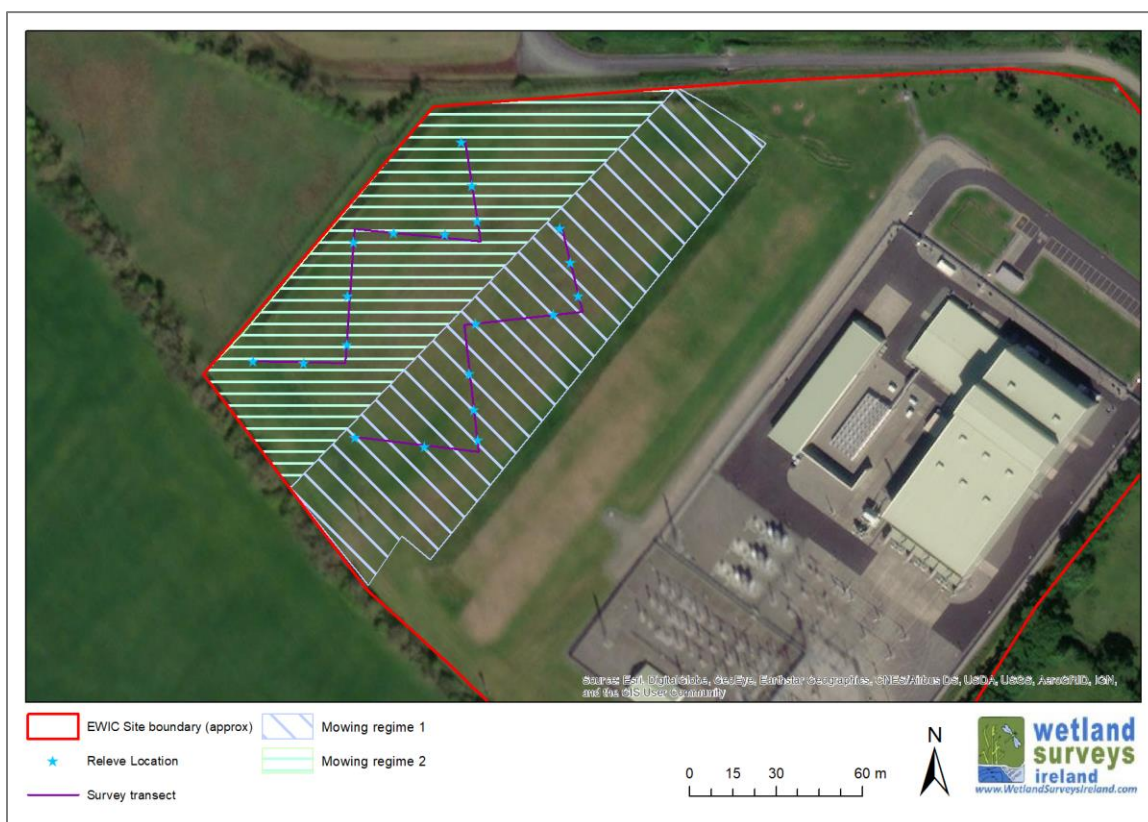 Source: Esri, DigitalGlobe, GeoEye, Earthstar Geographics, CNES/Airbus DS, USDA, USGS, AeroGRID, IGN,
and the GIS User Community
EWIC Site boundary (approx)
Releve Location
Survey transect
Mowing regime 1
Mowing regime 2
0 15 30 60 m
N
wetland
surveys
ireland
www.WetlandSurveysIreland.com